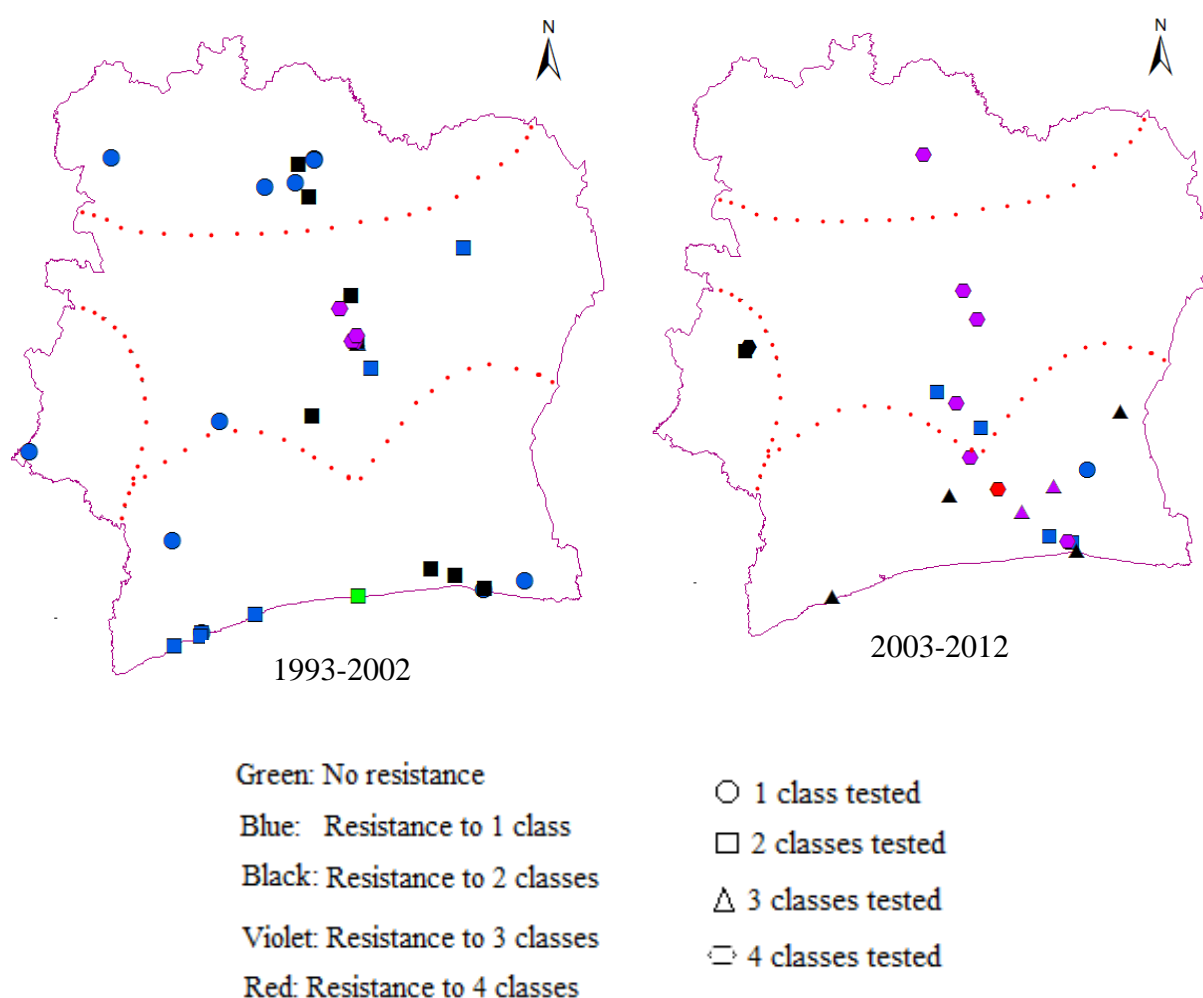 N
N
1993-2002
2003-2012
Green: No resistance
Blue: Resistance to 1 class
Black: Resistance to 2 classes
Violet: Resistance to 3 classes
Red: Resistance to 4 classes
1 class tested
2 classes tested
3 classes tested
4 classes tested